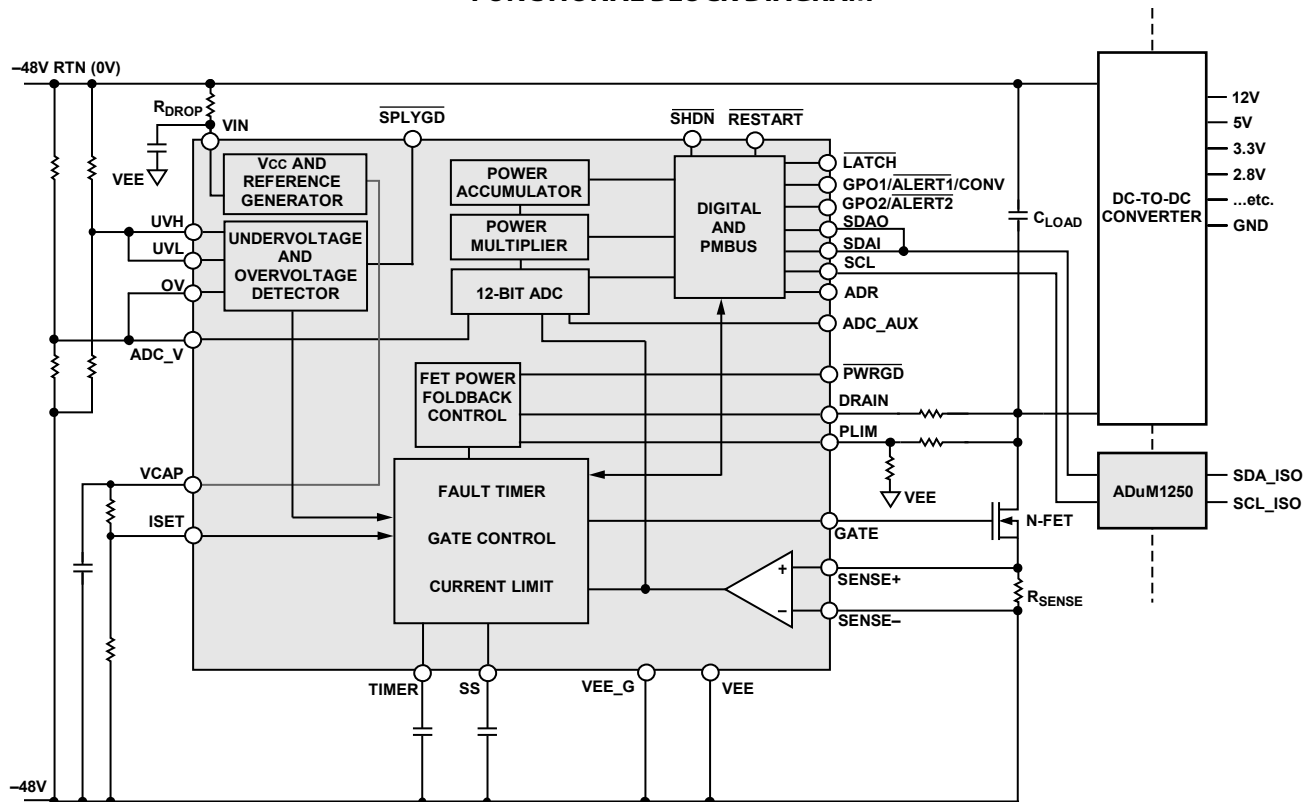 –48V RTN (0V)
RDROP
VIN
SPLYGD
SHDN
RESTART
VEE
VCC AND
REFERENCE
GENERATOR
POWER
ACCUMULATOR
POWER
MULTIPLIER
12-BIT ADC
DIGITAL
AND
PMBUS
LATCH
GPO1/ALERT1/CONV
GPO2/ALERT2
SDAO
SDAI
SCL
ADR
ADC_AUX
UVH
UVL
OV
ADC_V
UNDERVOLTAGE
AND
OVERVOLTAGE
DETECTOR
FET POWER
FOLDBACK
CONTROL
PWRGD
DRAIN
PLIM
VEE
CLOAD
DC-TO-DC
CONVERTER
12V
5V
3.3V
2.8V
...etc.
GND
VCAP
ISET
FAULT TIMER
GATE CONTROL
CURRENT LIMIT
GATE
N-FET
ADuM1250
SDA_ISO
SCL_ISO
+
–
SENSE+
SENSE–
RSENSE
TIMER
SS
VEE_G
VEE
–48V